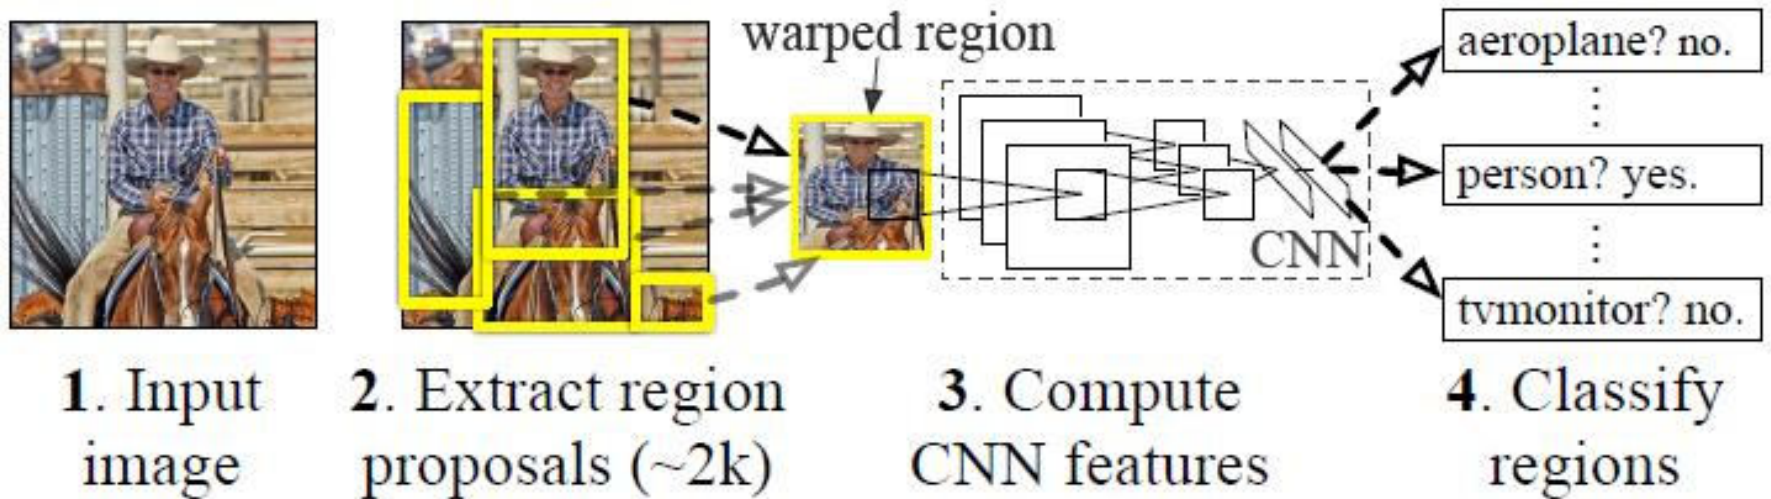 warped region
aeroplane? no.
person? yes.
CNN
tvmonitor? no.
1. Input
image
2. Extract region
proposals (~2k)
3. Compute
CNN features
4. Classify
regions